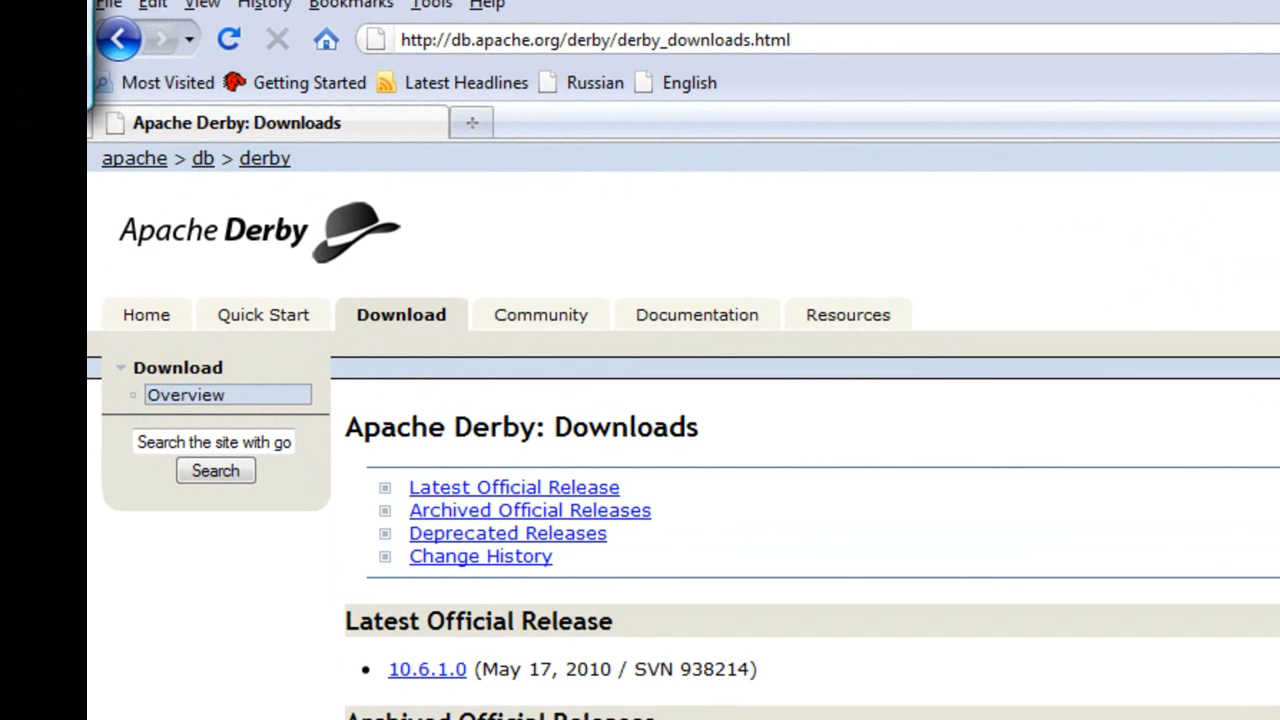 File Edit View History Bookmarks Tools Help
http://db.apache.org/derby/derby_downloads.html
Most Visited Getting Started Latest Headlines Russian English
Apache Derby: Downloads
apache > db > derby
Apache Derby
Home Quick Start Download Community Documentation Resources
Download
Overview
Search the site with go
Search
Apache Derby: Downloads
Latest Official Release
Archived Official Releases
Deprecated Releases
Change History
Latest Official Release
10.6.1.0 (May 17, 2010 / SVN 938214)
Archived Official Releases